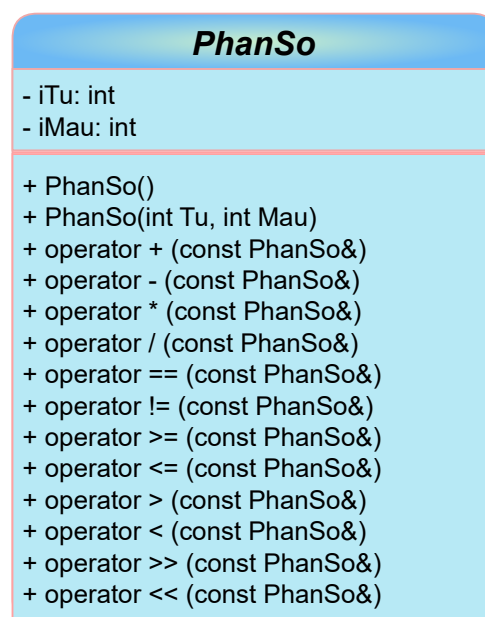 PhanSo
- iTu: int
- iMau: int
+ PhanSo()
+ PhanSo(int Tu, int Mau)
+ operator + (const PhanSo&)
+ operator - (const PhanSo&)
+ operator * (const PhanSo&)
+ operator / (const PhanSo&)
+ operator == (const PhanSo&)
+ operator != (const PhanSo&)
+ operator >= (const PhanSo&)
+ operator <= (const PhanSo&)
+ operator > (const PhanSo&)
+ operator < (const PhanSo&)
+ operator >> (const PhanSo&)
+ operator << (const PhanSo&)